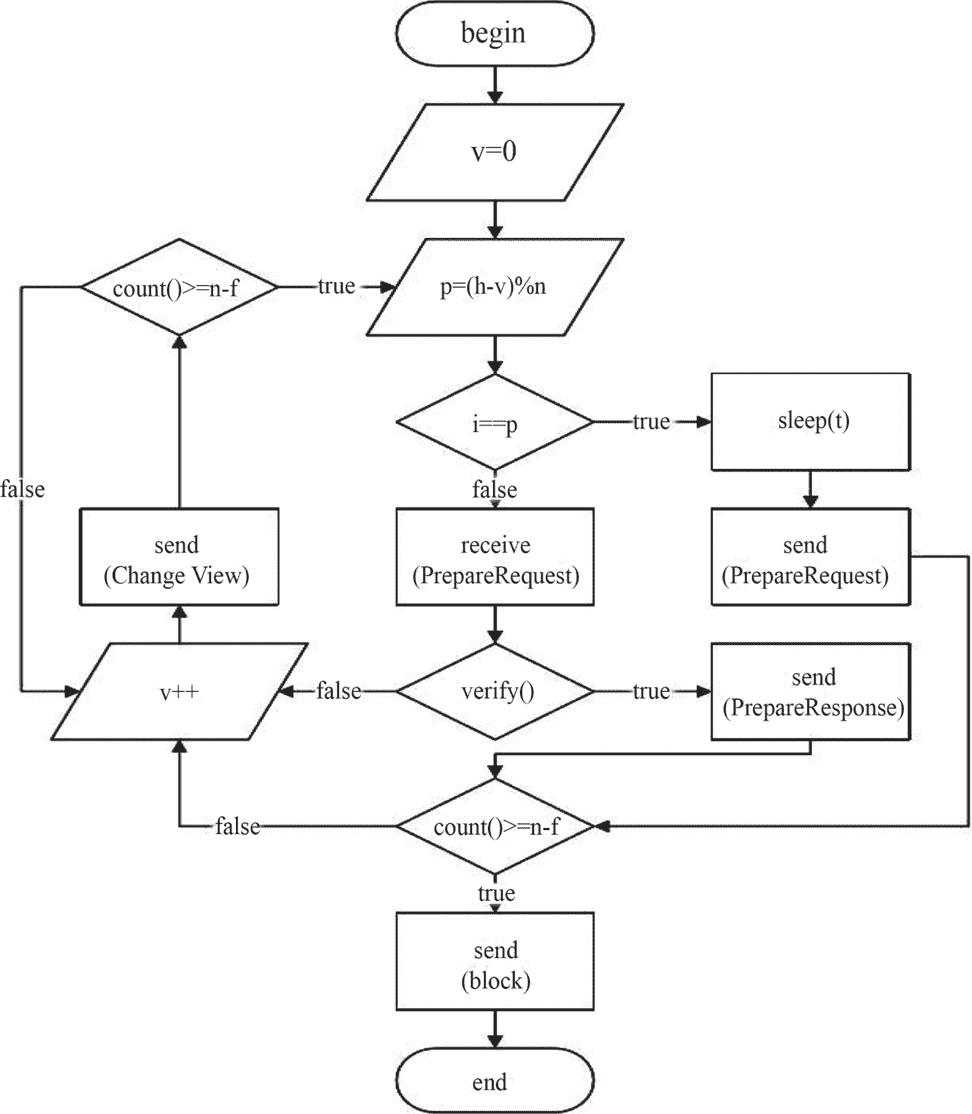 begin
v=0
count()>=n-f
true
p=(h-v)%n
i==p
true
sleep(t)
false
false
send
(Change View)
receive
(PrepareRequest)
send
(PrepareRequest)
v++
false
verify()
true
send
(PrepareResponse)
false
count()>=n-f
true
send
(block)
end